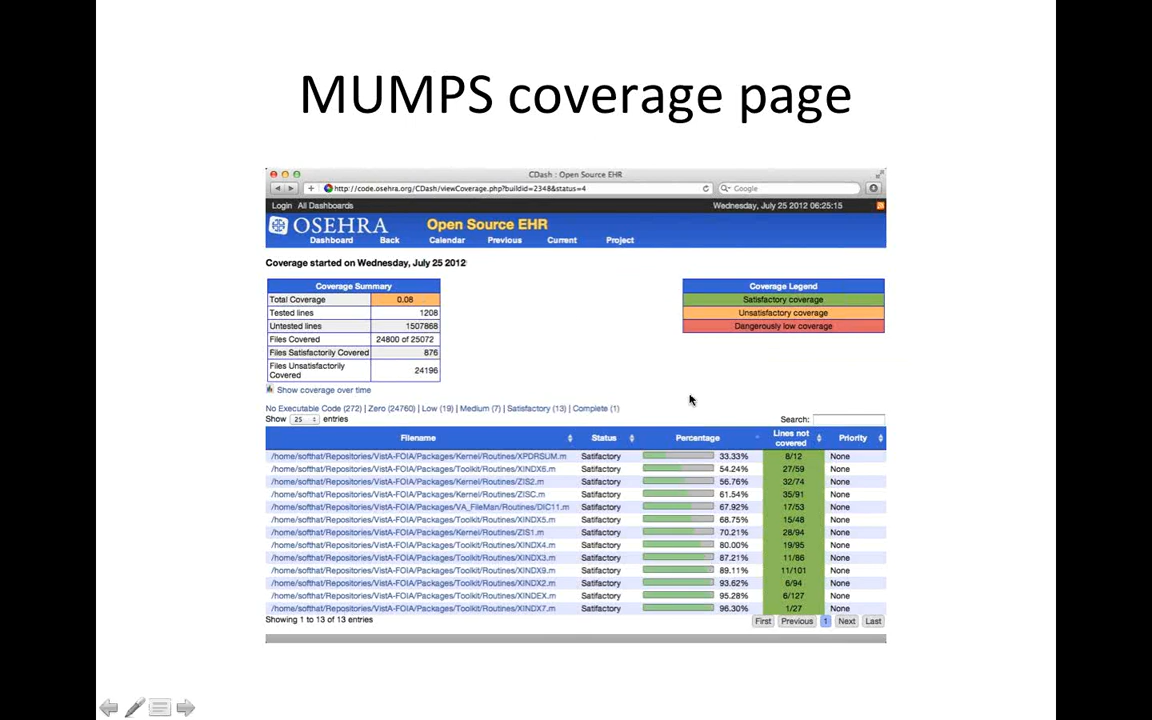 MUMPS coverage page
CDash : Open Source EHR
http://code.osehra.org/CDash/viewCoverage.php?buildid=2348&status=4
Google
Login All Dashboards
Wednesday, July 25 2012 06:25:15
OSEHRA
Open Source EHR
Dashboard Back Calendar Previous Current Project
Coverage started on Wednesday, July 25 2012
Coverage Summary
Total Coverage 0.08
Tested lines 1208
Untested lines 1507868
Files Covered 24800 of 25072
Files Satisfactorily Covered 876
Files Unsatisfactorily
Covered 24196
Coverage Legend
Satisfactory coverage
Unsatisfactory coverage
Dangerously low coverage
Show coverage over time
No Executable Code (272) | Zero (24760) | Low (19) | Medium (7) | Satisfactory (13) | Complete (1)
Show 25 entries
Search:
Filename Status Percentage Lines not covered Priority
/home/softhat/Repositories/VistA-FOIA/Packages/Kernel/Routines/XPDRSUM.m Satifactory 33.33% 8/12 None
/home/softhat/Repositories/VistA-FOIA/Packages/Toolkit/Routines/XINDX6.m Satifactory 54.24% 27/59 None
/home/softhat/Repositories/VistA-FOIA/Packages/Kernel/Routines/ZIS2.m Satifactory 56.76% 32/74 None
/home/softhat/Repositories/VistA-FOIA/Packages/Kernel/Routines/ZISC.m Satifactory 61.54% 35/91 None
/home/softhat/Repositories/VistA-FOIA/Packages/VA_FileMan/Routines/DIC11.m Satifactory 67.92% 17/53 None
/home/softhat/Repositories/VistA-FOIA/Packages/Toolkit/Routines/XINDX5.m Satifactory 68.75% 15/48 None
/home/softhat/Repositories/VistA-FOIA/Packages/Kernel/Routines/ZIS1.m Satifactory 70.21% 28/94 None
/home/softhat/Repositories/VistA-FOIA/Packages/Toolkit/Routines/XINDX4.m Satifactory 80.00% 19/95 None
/home/softhat/Repositories/VistA-FOIA/Packages/Toolkit/Routines/XINDX3.m Satifactory 87.21% 11/86 None
/home/softhat/Repositories/VistA-FOIA/Packages/Toolkit/Routines/XINDX9.m Satifactory 89.11% 11/101 None
/home/softhat/Repositories/VistA-FOIA/Packages/Toolkit/Routines/XINDX2.m Satifactory 93.62% 6/94 None
/home/softhat/Repositories/VistA-FOIA/Packages/Toolkit/Routines/XINDEX.m Satifactory 95.28% 6/127 None
/home/softhat/Repositories/VistA-FOIA/Packages/Toolkit/Routines/XINDX7.m Satifactory 96.30% 1/27 None
Showing 1 to 13 of 13 entries
First Previous 1 Next Last